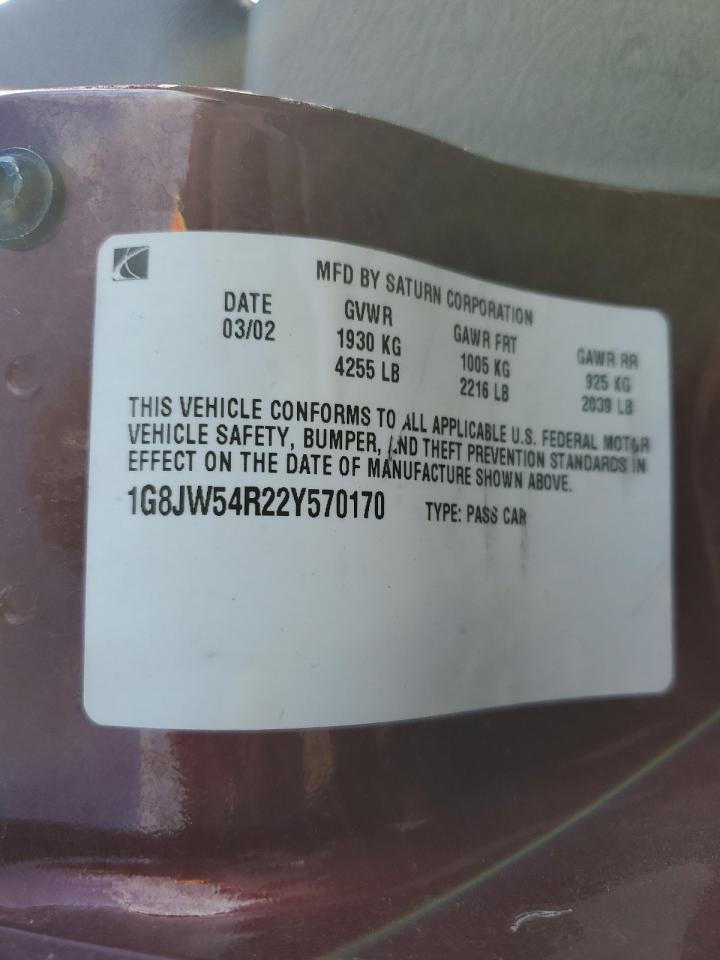 MFD BY SATURN CORPORATION
DATE GVWR GAWR FRT GAWR RR
03/02 1930 KG 1005 KG 925 KG
4255 LB 2216 LB 2039 LB
THIS VEHICLE CONFORMS TO ALL APPLICABLE U.S. FEDERAL MOTOR
VEHICLE SAFETY, BUMPER, AND THEFT PREVENTION STANDARDS IN
EFFECT ON THE DATE OF MANUFACTURE SHOWN ABOVE.
1G8JW54R22Y570170 TYPE: PASS CAR